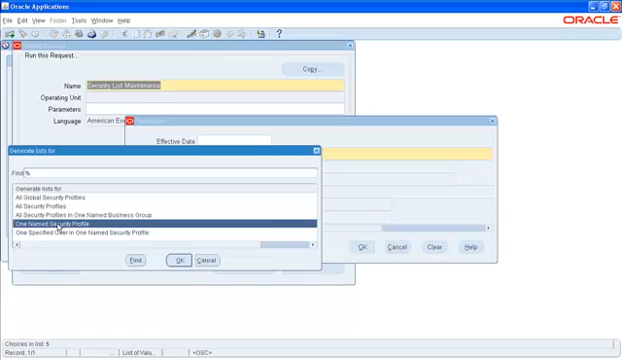 Oracle Applications
File Edit View Folder Tools Window Help
ORACLE
Run this Request...
Copy...
Name Security List Maintenance
Operating Unit
Parameters
Language American En
Effective Date
Generate lists for
Find %
Generate lists for
All Global Security Profiles
All Security Profiles
All Security Profiles in One Named Business Group
One Named Security Profile
One Specified User in One Named Security Profile
Find OK Cancel
OK Cancel Clear Help
Choices in list: 5
Record: 1/1 ... List of Valu... <OSC>